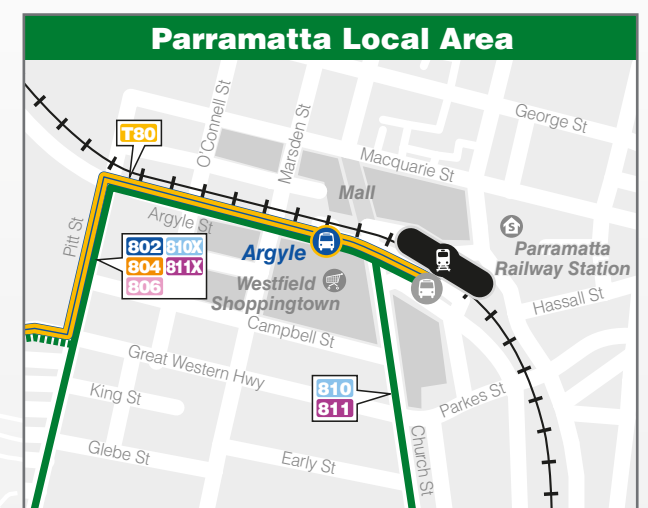 Parramatta Local Area
George St
O'Connell St
Marsden St
T80
Macquarie St
Mall
Argyle St
Pitt St
802 810X
804 811X
806
Argyle
S
Parramatta
Railway Station
Westfield
Shoppingtown
Hassall St
Campbell St
Great Western Hwy
810
811
King St
Parkes St
Church St
Glebe St
Early St